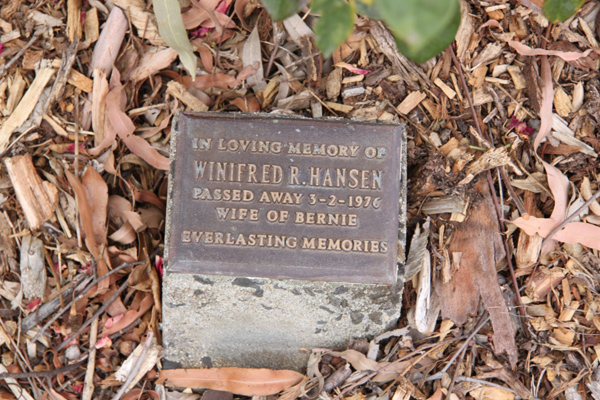 IN LOVING MEMORY OF
WINIFRED R. HANSEN
PASSED AWAY 3-2-1976
WIFE OF BERNIE
EVERLASTING MEMORIES